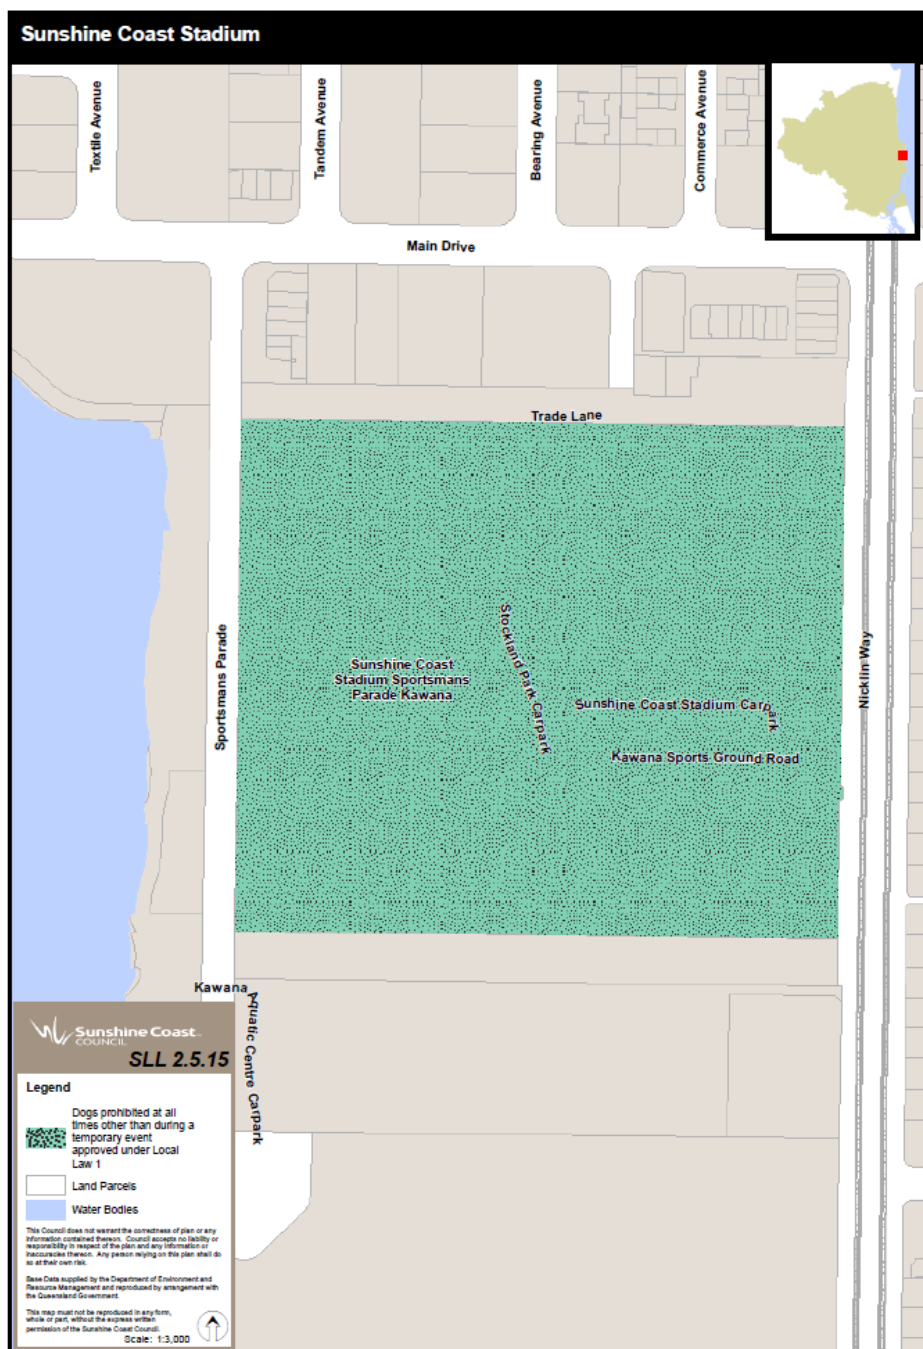 Sunshine Coast Stadium
Textile Avenue
Tandem Avenue
Bearing Avenue
Commerce Avenue
Main Drive
Trade Lane
Sportsmans Parade
Sunshine Coast
Stadium Sportsmans
Parade Kawana
Stockland Park Carpark
Sunshine Coast Stadium Carpark
Kawana Sports Ground Road
Nicklin Way
Kawana Aquatic Centre Carpark
Sunshine Coast
COUNCIL
SLL 2.5.15
Legend
Dogs prohibited at all
times other than during a
temporary event
approved under Local
Law 1
Land Parcels
Water Bodies
This Council does not warrant the correctness of plan or any
information contained thereon. Council accepts no liability or
responsibility in respect of the plan and any information or
inaccuracies thereon. Any person relying on this plan shall do
so at their own risk.
Base Data supplied by the Department of Environment and
Resource Management and reproduced by arrangement with
the Queensland Government.
This map must not be reproduced in any form,
whole or part, without the express written
permission of the Sunshine Coast Council.
Scale: 1:3,000